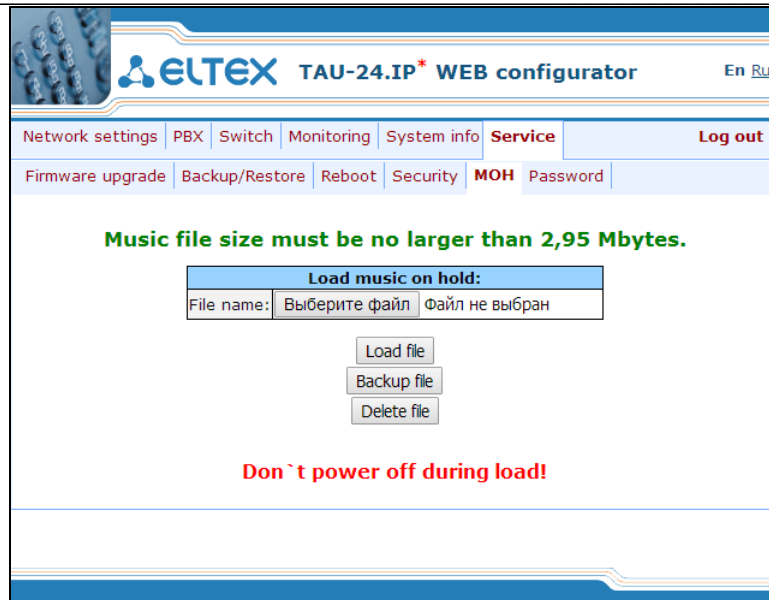 ELTEX TAU-24.IP* WEB configurator En Ru
Network settings PBX Switch Monitoring System info Service Log out
Firmware upgrade Backup/Restore Reboot Security MOH Password
Music file size must be no larger than 2,95 Mbytes.
Load music on hold:
File name: Выберите файл Файл не выбран
Load file
Backup file
Delete file
Don`t power off during load!